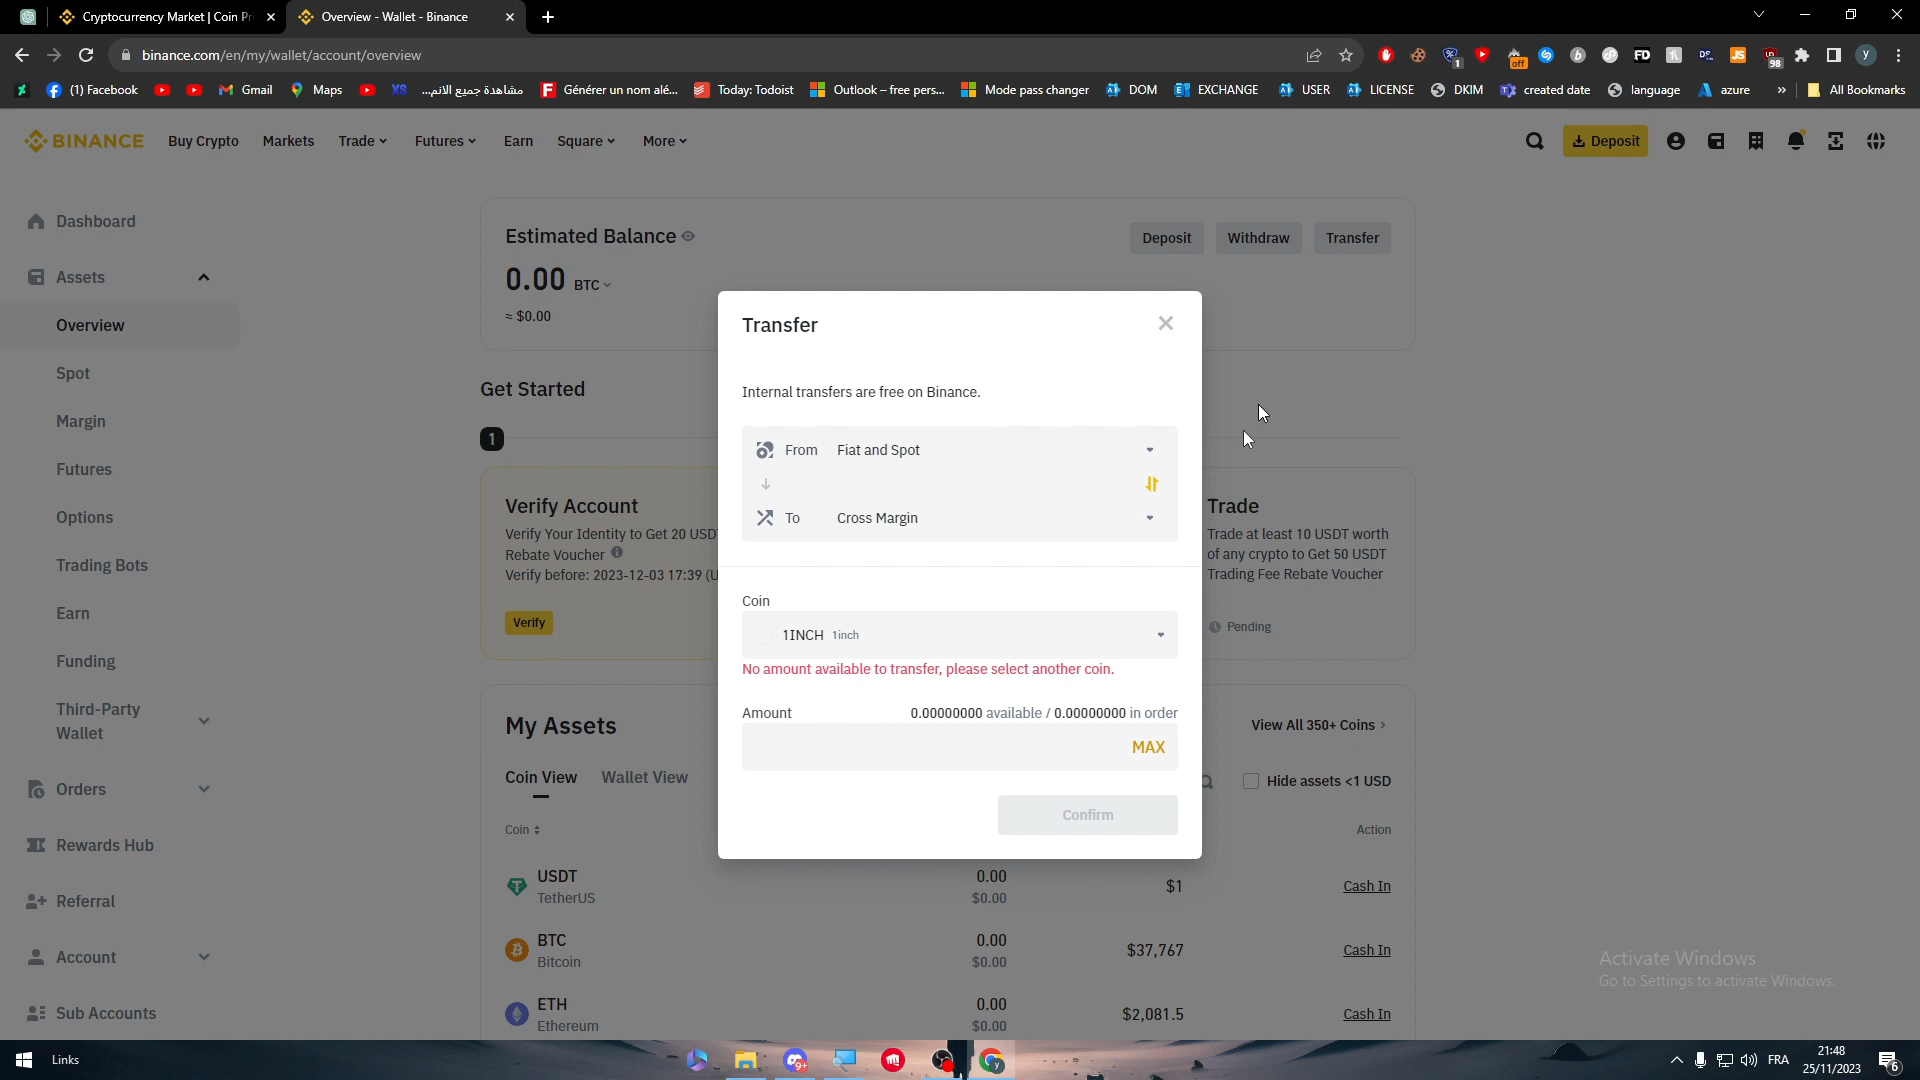 Cryptocurrency Market | Coin Pr
Overview - Wallet - Binance
binance.com/en/my/wallet/account/overview
1
off
FD
JS
98
y
(1) Facebook
Gmail
Maps
XS
مشاهدة جميع الانم...
Générer un nom alé...
Today: Todoist
Outlook – free pers...
Mode pass changer
DOM
EXCHANGE
USER
LICENSE
DKIM
created date
language
azure
»
All Bookmarks
BINANCE
Buy Crypto
Markets
Trade
Futures
Earn
Square
More
Deposit
Dashboard
Assets
Overview
Spot
Margin
Futures
Options
Trading Bots
Earn
Funding
Third-Party
Wallet
Orders
Rewards Hub
Referral
Account
Sub Accounts
Estimated Balance
Deposit
Withdraw
Transfer
0.00 BTC
≈ $0.00
Get Started
1
Verify Account
Verify Your Identity to Get 20 USD
Rebate Voucher
Verify before: 2023-12-03 17:39 (U
Verify
Trade
Trade at least 10 USDT worth
of any crypto to Get 50 USDT
Trading Fee Rebate Voucher
Pending
Transfer
Internal transfers are free on Binance.
From Fiat and Spot
To Cross Margin
Coin
1INCH 1inch
No amount available to transfer, please select another coin.
Amount 0.00000000 available / 0.00000000 in order
MAX
Confirm
My Assets
View All 350+ Coins
Coin View
Wallet View
Hide assets <1 USD
Coin
Action
USDT
TetherUS
0.00
$0.00
$1
Cash In
BTC
Bitcoin
0.00
$0.00
$37,767
Cash In
ETH
Ethereum
0.00
$0.00
$2,081.5
Cash In
Activate Windows
Go to Settings to activate Windows.
Links
9+
FRA
21:48
25/11/2023
6